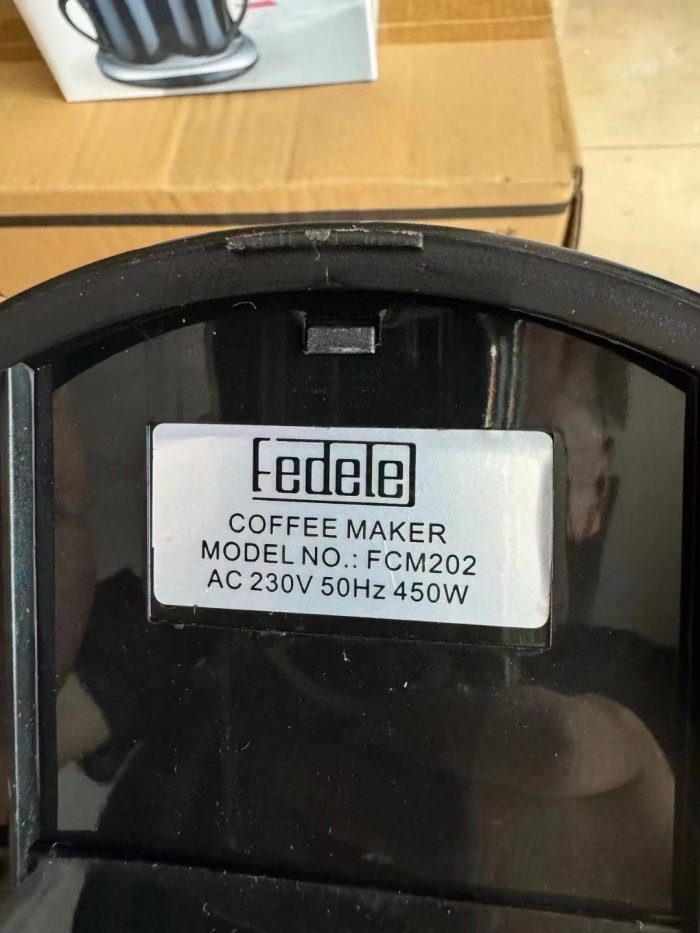 Fedele
COFFEE MAKER
MODEL NO.: FCM202
AC 230V 50Hz 450W